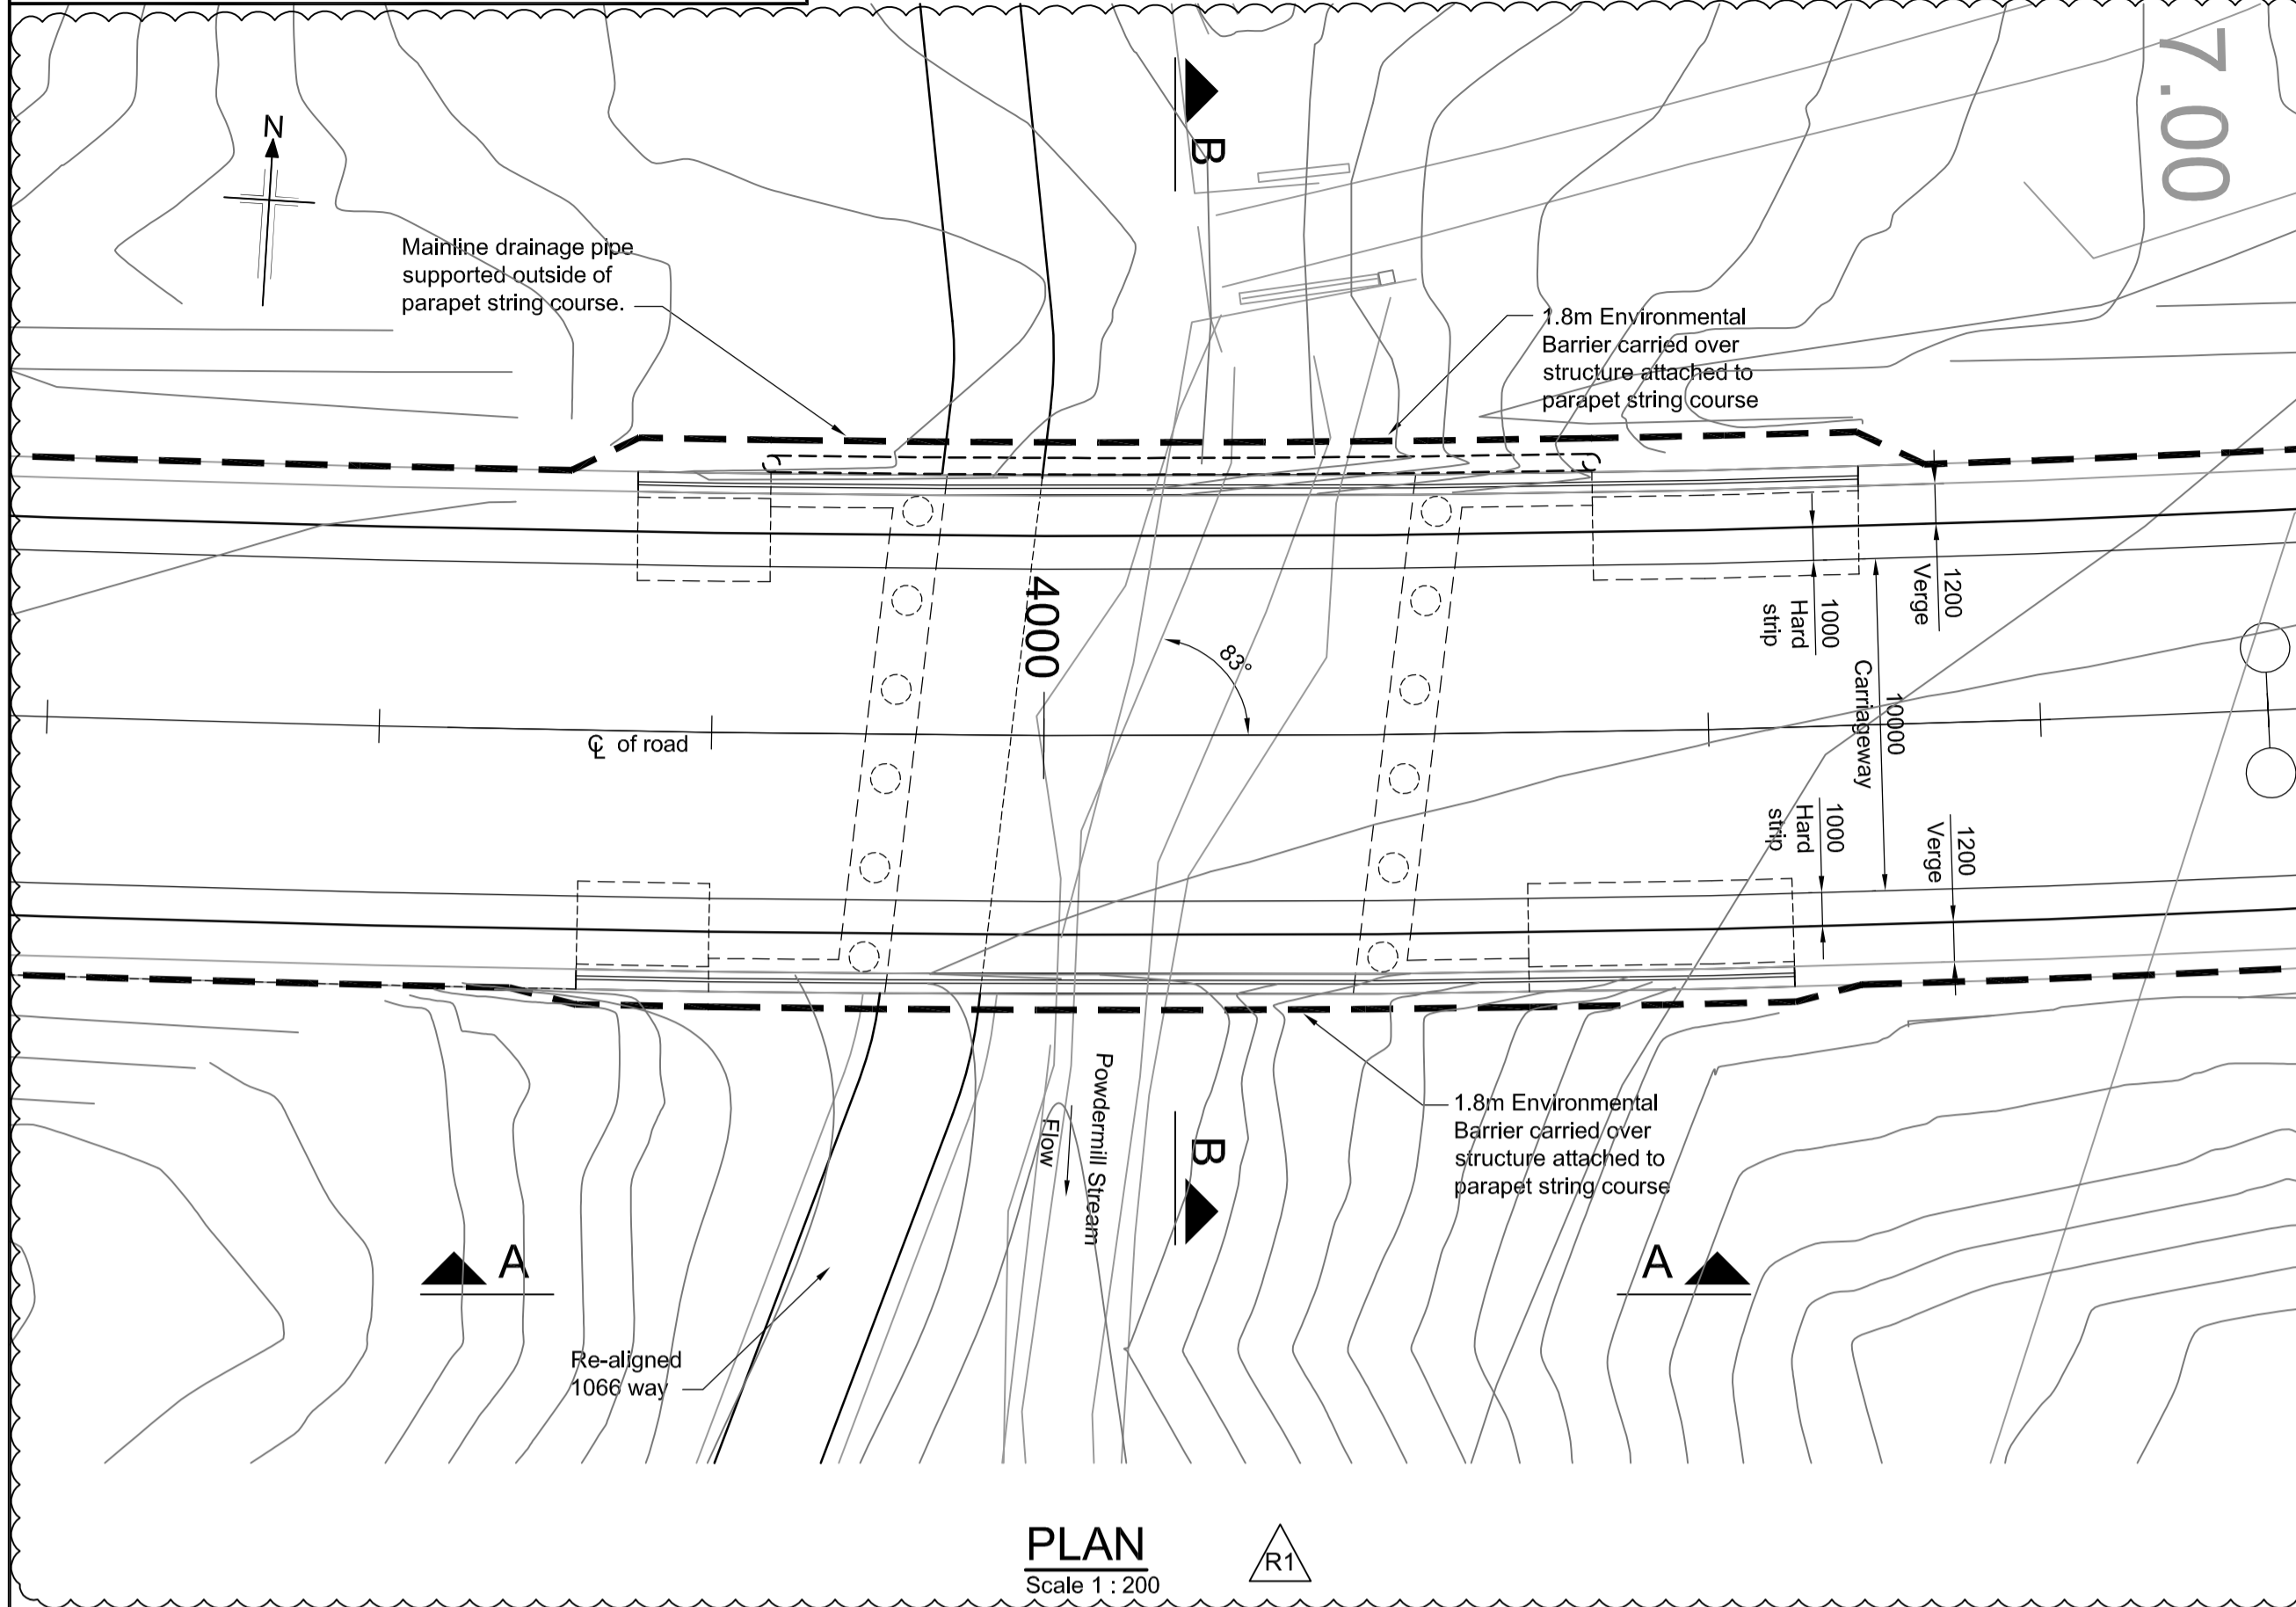 7.00
N
B
Mainline drainage pipe
supported outside of
parapet string course.
1.8m Environmental
Barrier carried over
structure attached to
parapet string course
4000
83°
1200
Verge
1000
Hard
strip
10000
Carriageway
℄ of road
1000
Hard
strip
1200
Verge
Powdermill Stream
Flow
B
1.8m Environmental
Barrier carried over
structure attached to
parapet string course
A
A
Re-aligned
1066 way
PLAN
Scale 1 : 200
R1